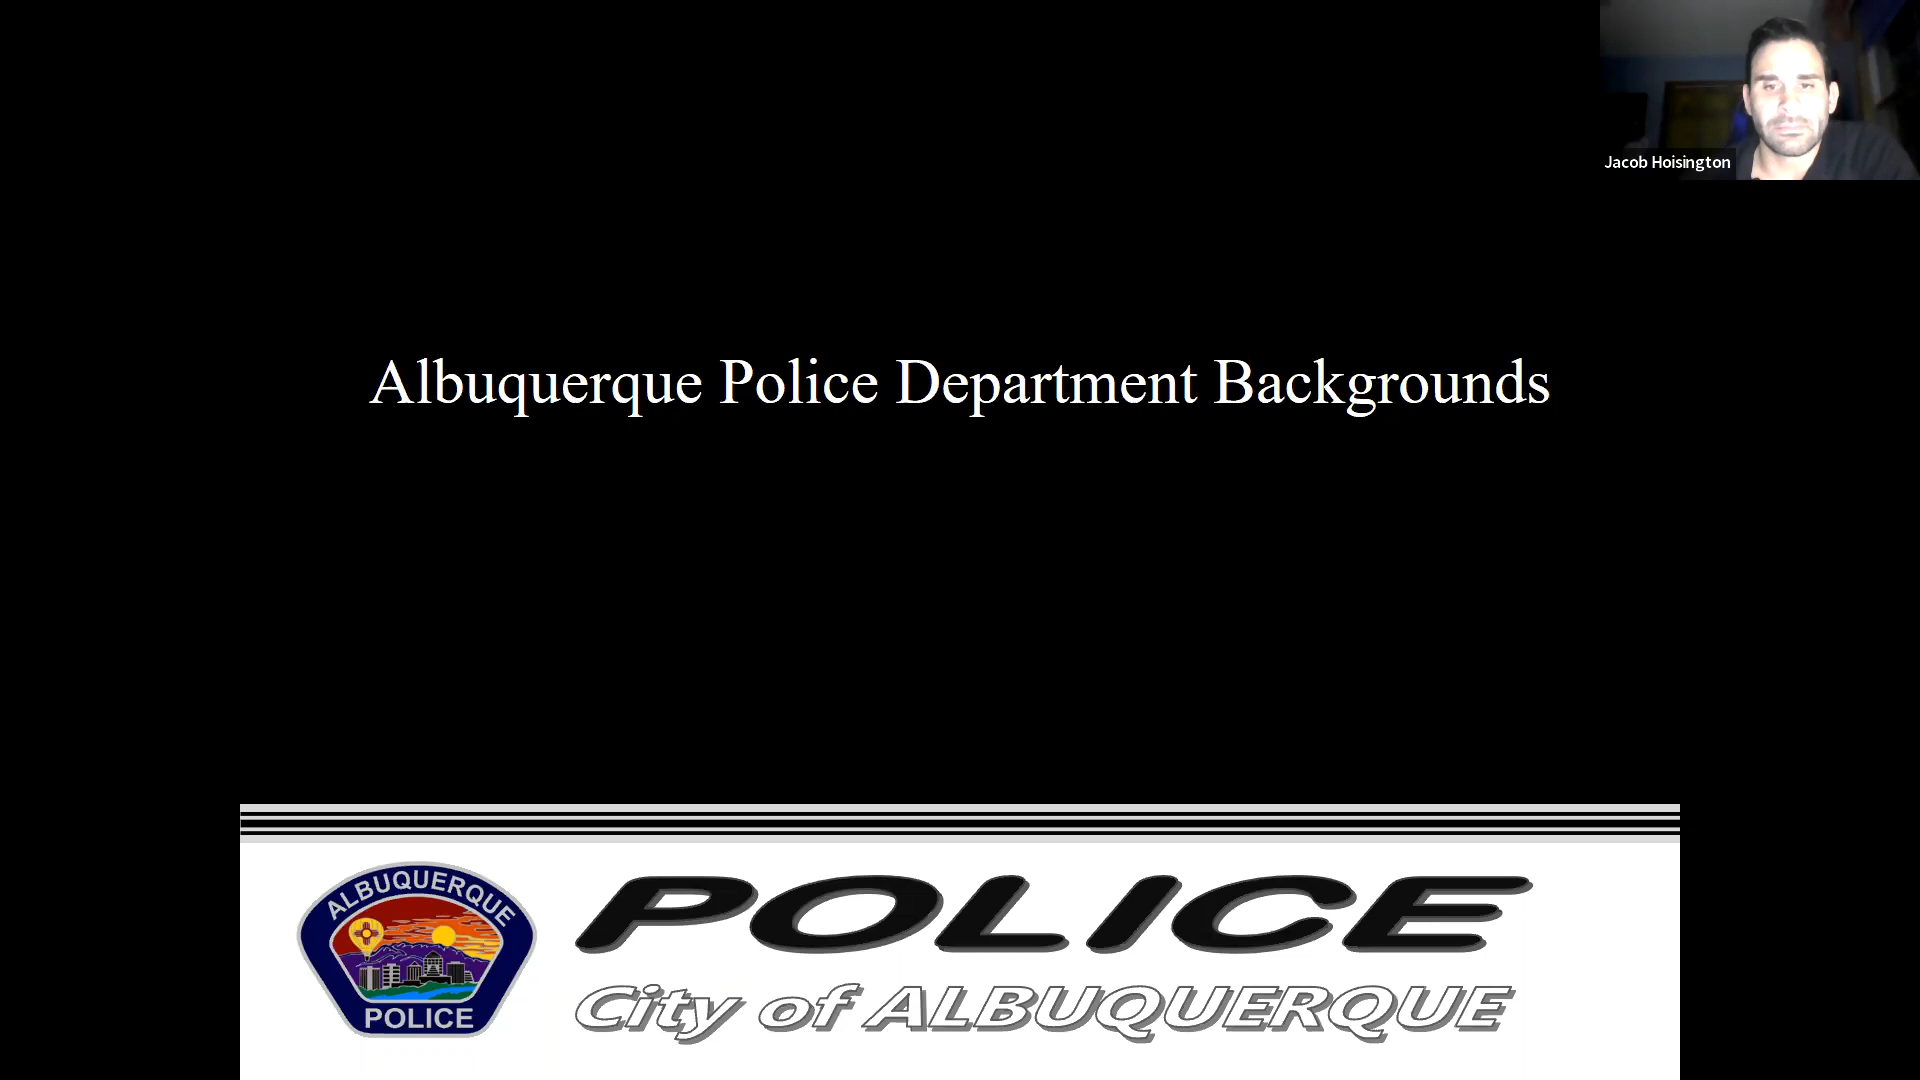 Jacob Hoisington
Albuquerque Police Department Backgrounds
ALBUQUERQUE
POLICE
POLICE
City of ALBUQUERQUE